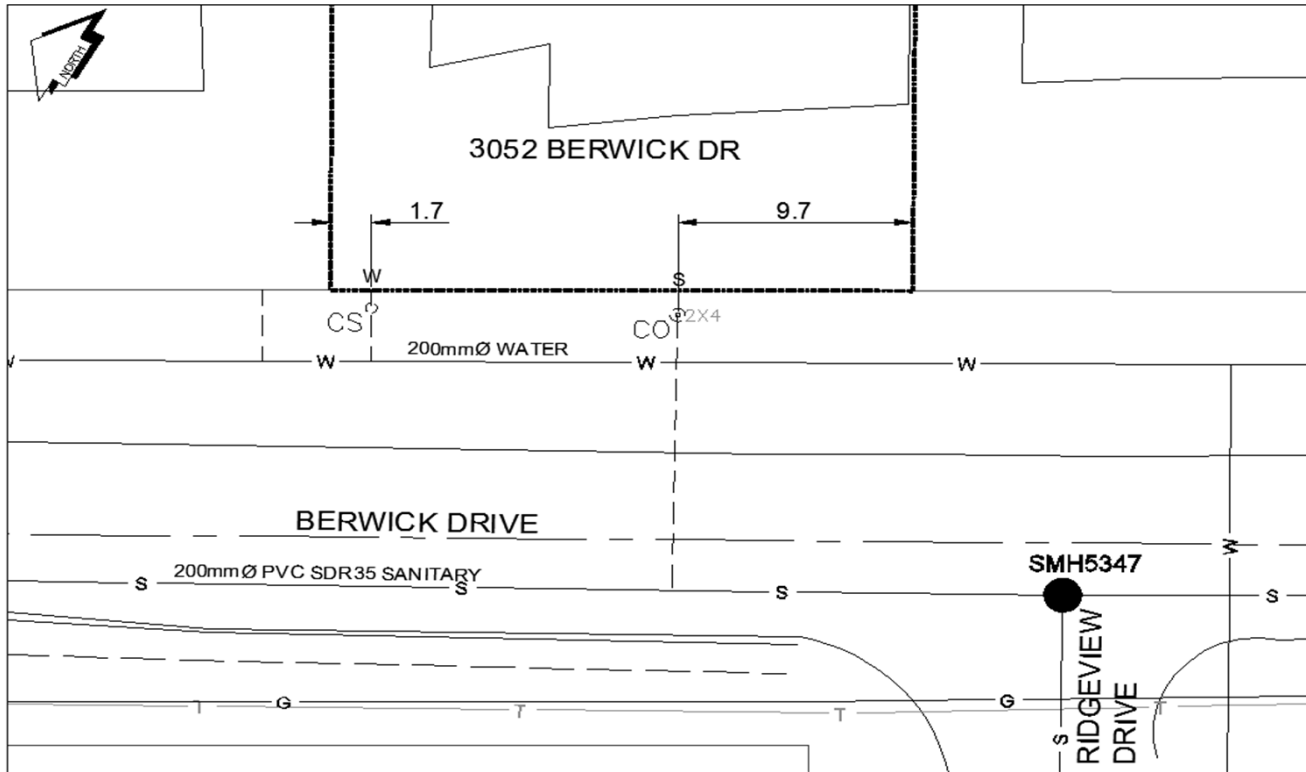 NORTH
3052 BERWICK DR
1.7
9.7
W
S
CS
CO
2X4
200mmØ WATER
W
W
W
W
BERWICK DRIVE
W
200mmØ PVC SDR35 SANITARY
SMH5347
S
S
S
S
RIDGEVIEW
DRIVE
G
G
T
T
T
T
S